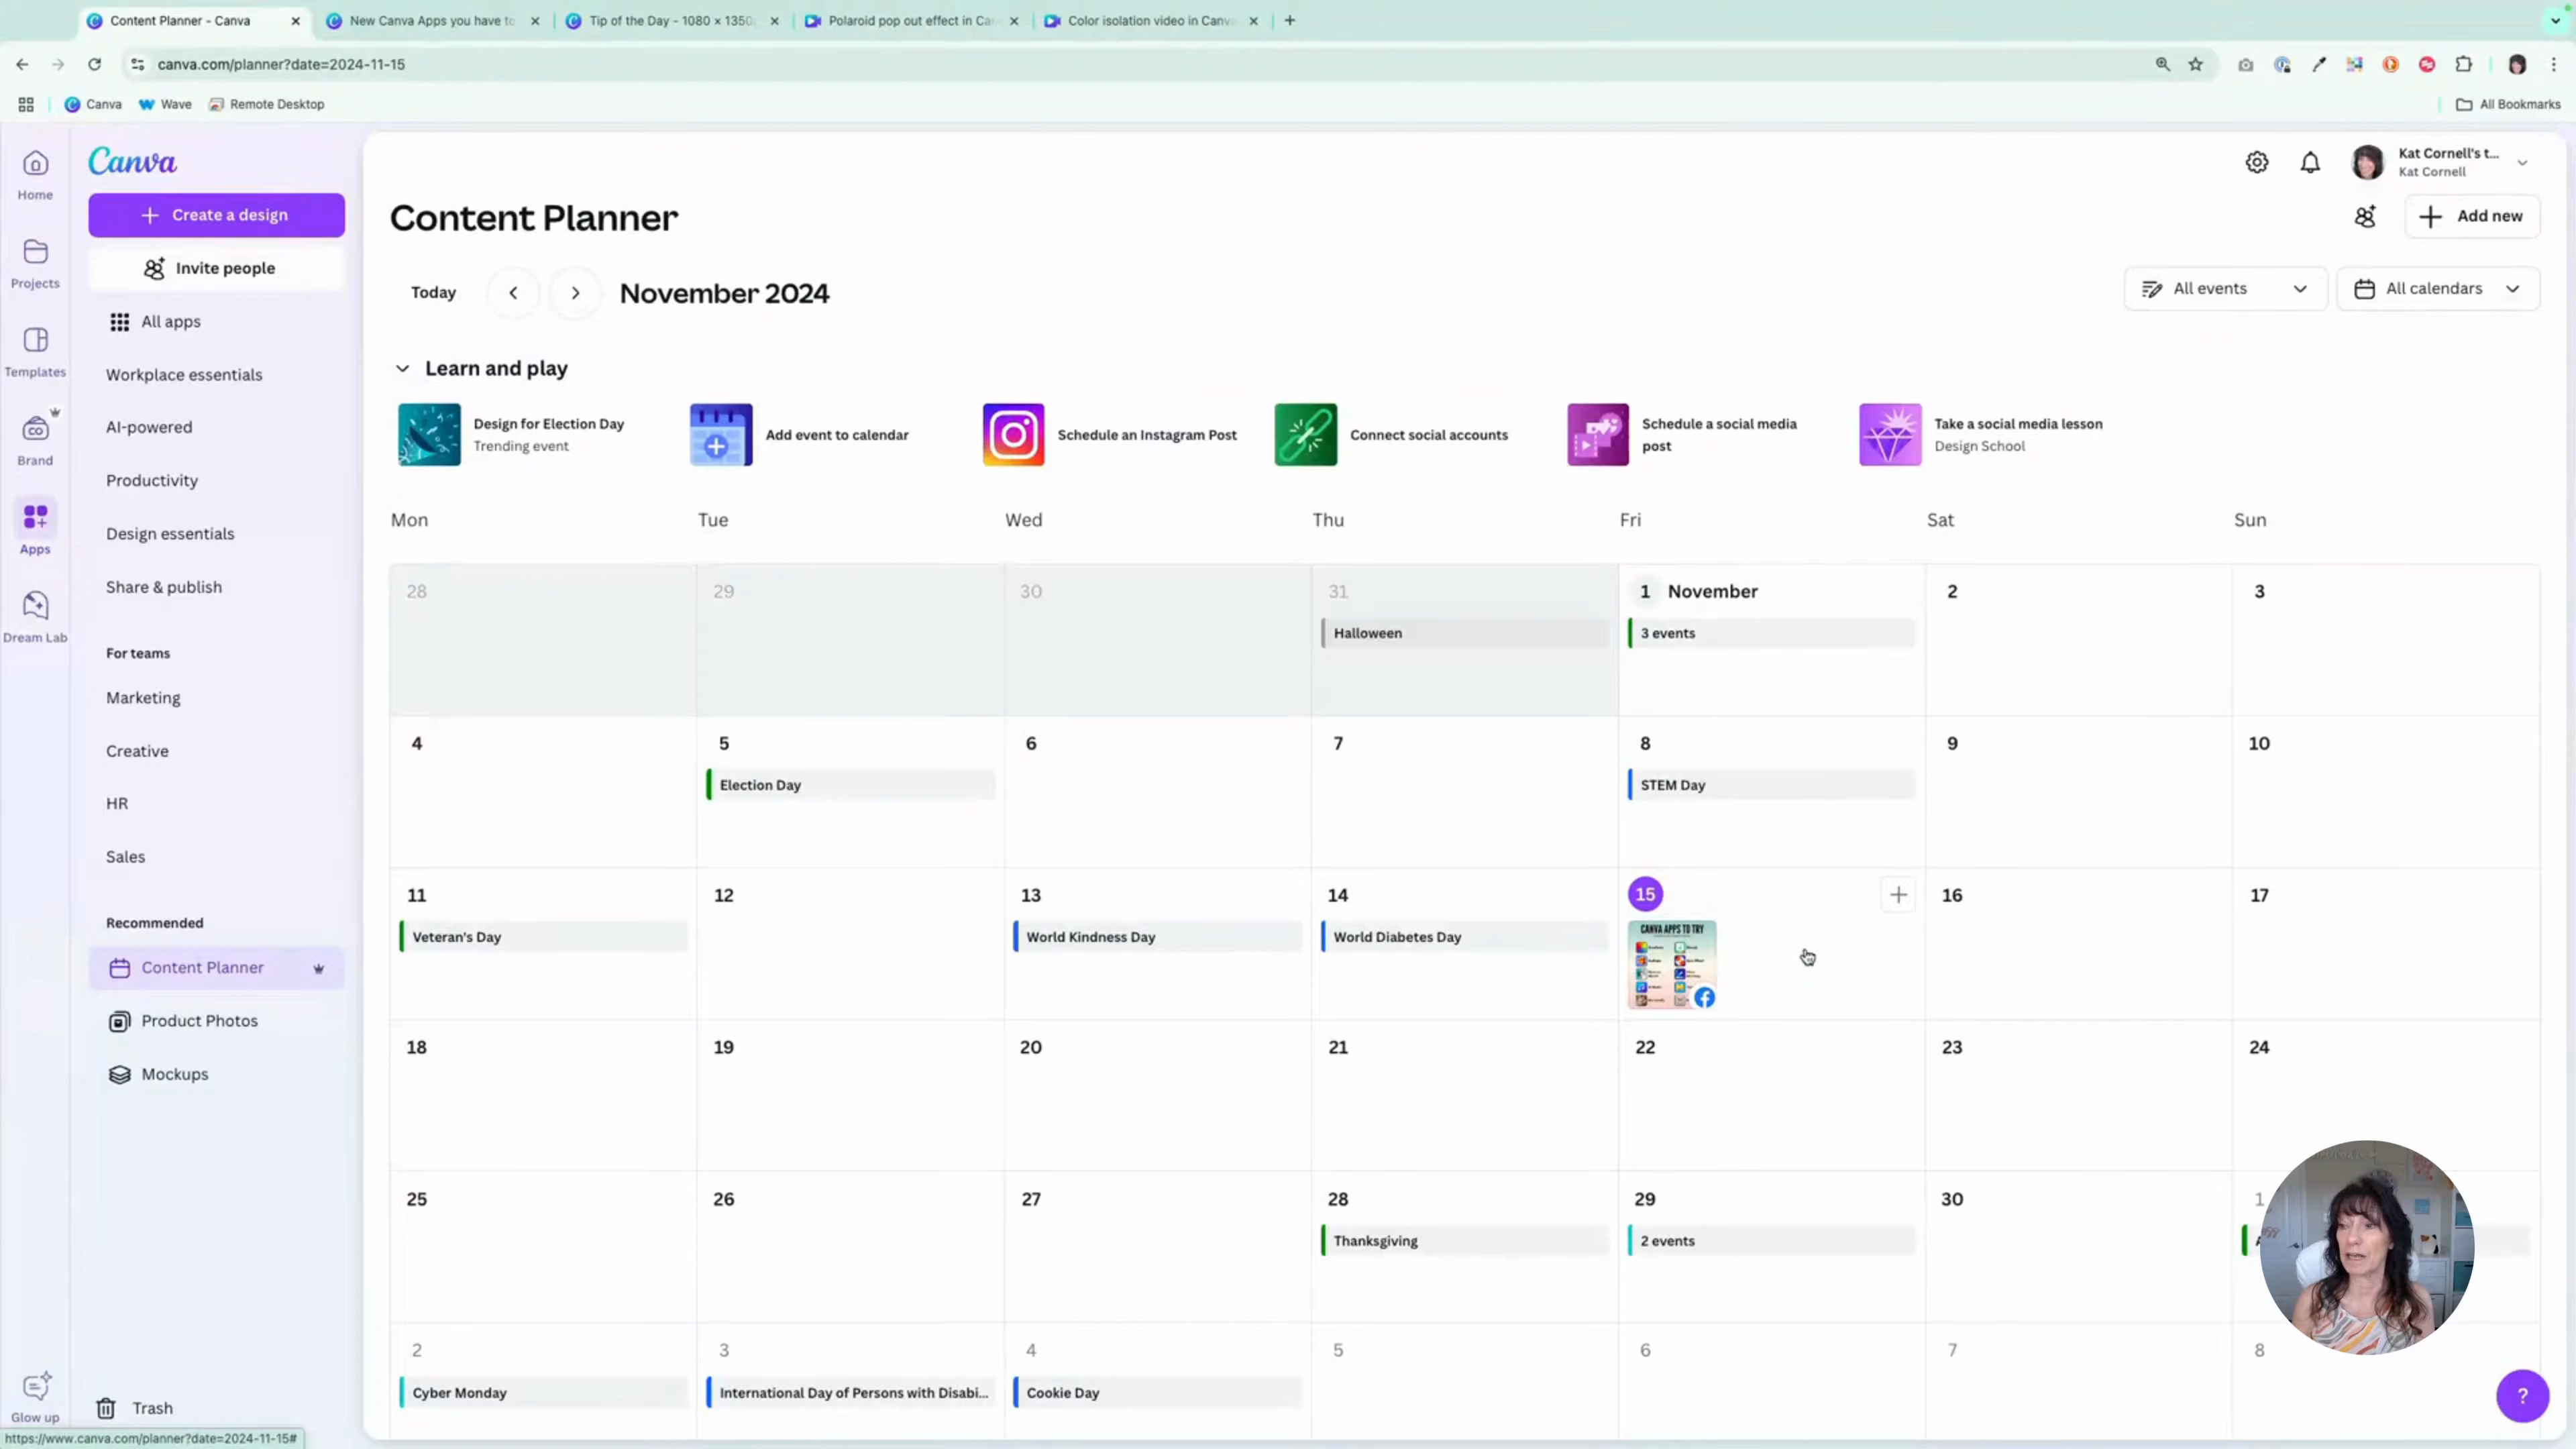 Content Planner - Canva
New Canva Apps you have to
Tip of the Day - 1080 × 1350
Polaroid pop out effect in Ca
Color isolation video in Canv
canva.com/planner?date=2024-11-15
Canva
Wave
Remote Desktop
All Bookmarks
Home
Projects
Templates
Brand
Apps
Dream Lab
Glow up
Canva
Create a design
Invite people
All apps
Workplace essentials
AI-powered
Productivity
Design essentials
Share & publish
For teams
Marketing
Creative
HR
Sales
Recommended
Content Planner
Product Photos
Mockups
Trash
https://www.canva.com/planner?date=2024-11-15#
Kat Cornell's t...
Kat Cornell
Content Planner
Add new
Today
November 2024
All events
All calendars
Learn and play
Design for Election Day
Trending event
Add event to calendar
Schedule an Instagram Post
Connect social accounts
Schedule a social media
post
Take a social media lesson
Design School
Mon Tue Wed Thu Fri Sat Sun
28 29 30 31 1 November 2 3
Halloween
3 events
4 5 6 7 8 9 10
Election Day
STEM Day
11 12 13 14 15 16 17
Veteran's Day
World Kindness Day
World Diabetes Day
CANVA APPS TO TRY
18 19 20 21 22 23 24
25 26 27 28 29 30 1
Thanksgiving
2 events
2 3 4 5 6 7 8
Cyber Monday
International Day of Persons with Disabi...
Cookie Day
?